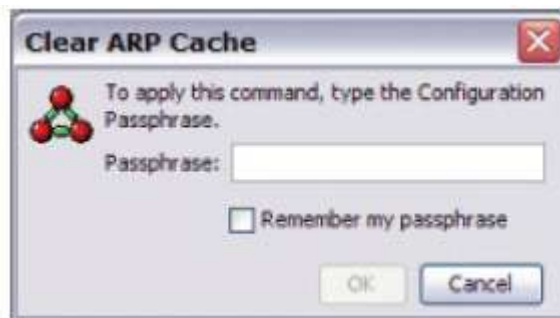 Clear ARP Cache
To apply this command, type the Configuration
Passphrase.
Passphrase:
Remember my passphrase
OK
Cancel